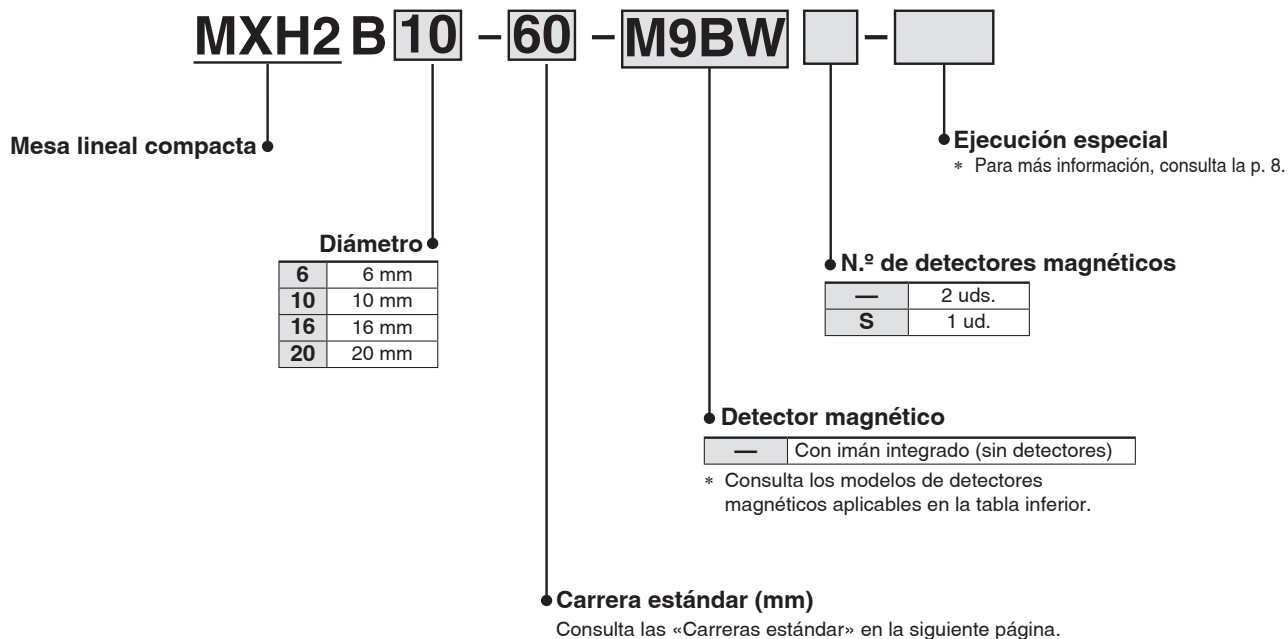 MXH2 B 10 – 60 – M9BW –
Mesa lineal compacta
Ejecución especial
* Para más información, consulta la p. 8.
Diámetro
6 6 mm
10 10 mm
16 16 mm
20 20 mm
N.º de detectores magnéticos
— 2 uds.
S 1 ud.
Detector magnético
— Con imán integrado (sin detectores)
* Consulta los modelos de detectores
magnéticos aplicables en la tabla inferior.
Carrera estándar (mm)
Consulta las «Carreras estándar» en la siguiente página.